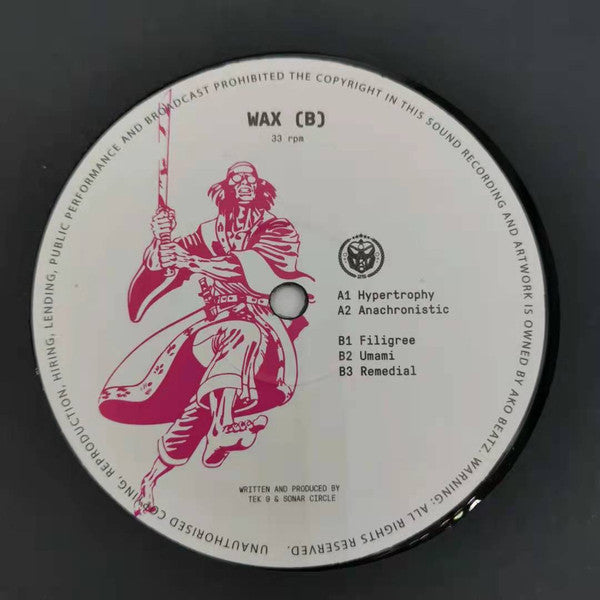 WAX (B)
33 rpm
A1 Hypertrophy
A2 Anachronistic
B1 Filigree
B2 Umami
B3 Remedial
WRITTEN AND PRODUCED BY
TEK 9 & SONAR CIRCLE
UNAUTHORISED REPRODUCTION, HIRING, LENDING, PUBLIC PERFORMANCE AND BROADCAST PROHIBITED THE COPYRIGHT IN THIS SOUND RECORDING AND ARTWORK IS OWNED BY AKO BEATZ. WARNING: ALL RIGHTS RESERVED.